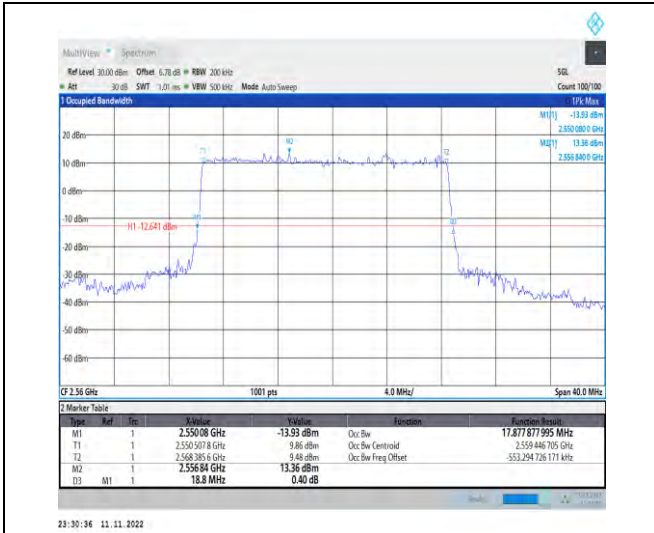 MultiView Spectrum
Ref Level 30.00 dBm Offset 6.78 dB RBW 200 kHz SGL
Att 30 dB SWT 1.01 ms VBW 500 kHz Mode Auto Sweep Count 100/100
1 Occupied Bandwidth 1Pk Max
M1[1] -13.93 dBm
2.550 080 0 GHz
M2[1] 13.36 dBm
2.556 840 0 GHz
20 dBm
M2
T1 T2
10 dBm
0 dBm
-10 dBm
H1 -12.641 dBm
-20 dBm
-30 dBm
-40 dBm
-50 dBm
-60 dBm
CF 2.56 GHz 1001 pts 4.0 MHz/ Span 40.0 MHz
2 Marker Table
Type Ref Trc X-Value Y-Value Function Function Result
M1 1 2.55008 GHz -13.93 dBm Occ Bw 17.877 877 995 MHz
T1 1 2.550 507 8 GHz 9.86 dBm Occ Bw Centroid 2.559 446 705 GHz
T2 1 2.568 385 6 GHz 9.48 dBm Occ Bw Freq Offset -553.294 726 171 kHz
M2 1 2.55684 GHz 13.36 dBm
D3 M1 1 18.8 MHz 0.40 dB
23:30:36 11.11.2022